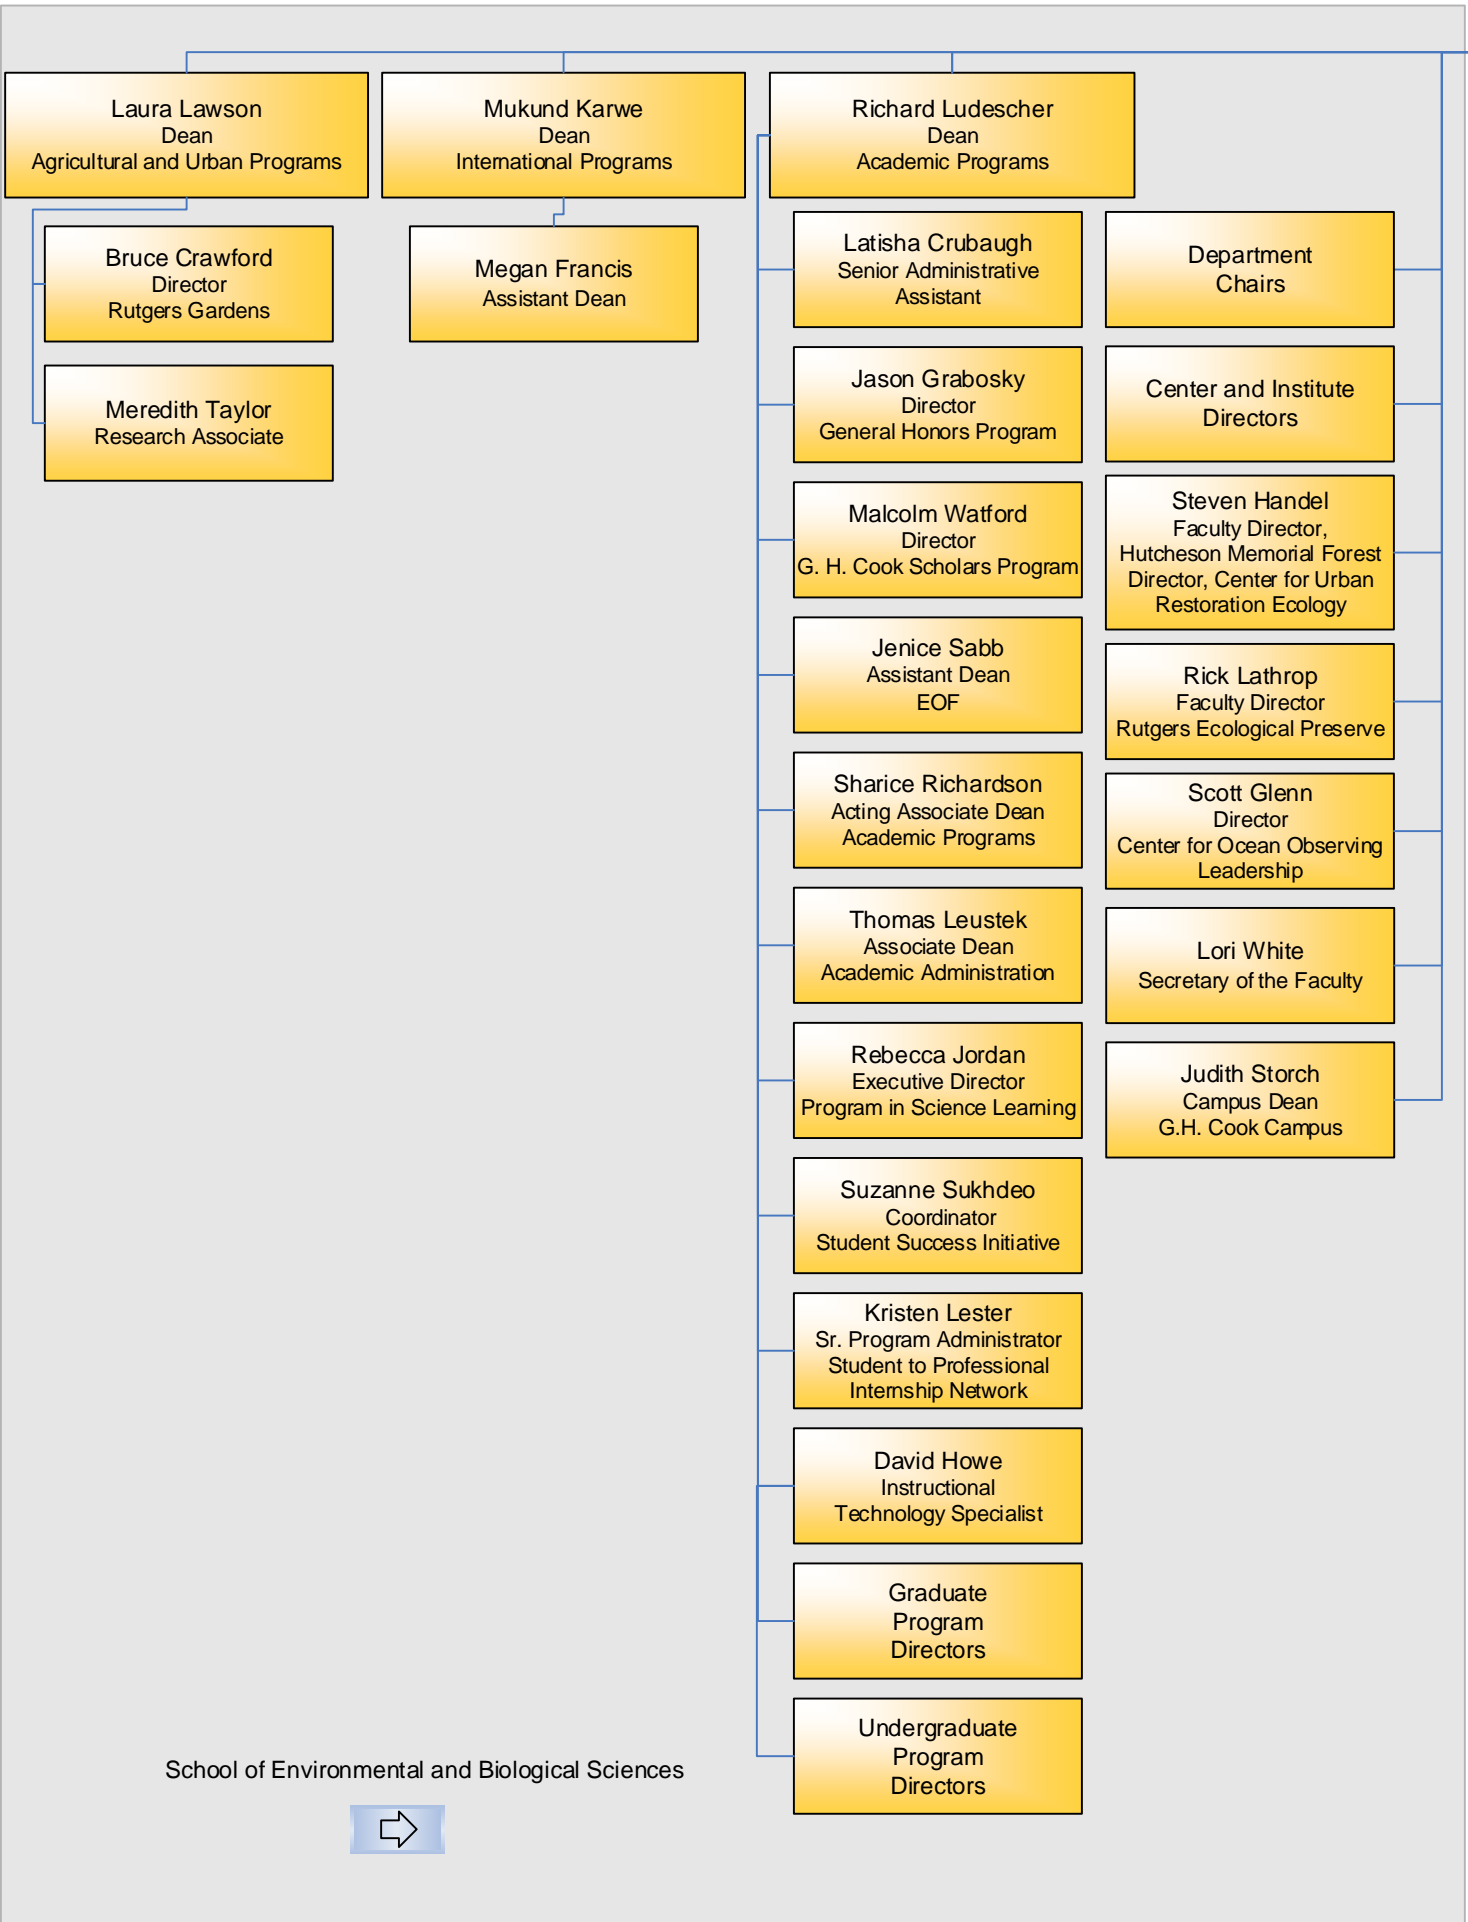 Laura Lawson
Dean
Agricultural and Urban Programs
Mukund Karwe
Dean
International Programs
Richard Ludescher
Dean
Academic Programs
Bruce Crawford
Director
Rutgers Gardens
Meredith Taylor
Research Associate
Megan Francis
Assistant Dean
Latisha Crubaugh
Senior Administrative
Assistant
Jason Grabosky
Director
General Honors Program
Malcolm Watford
Director
G. H. Cook Scholars Program
Jenice Sabb
Assistant Dean
EOF
Sharice Richardson
Acting Associate Dean
Academic Programs
Thomas Leustek
Associate Dean
Academic Administration
Rebecca Jordan
Executive Director
Program in Science Learning
Suzanne Sukhdeo
Coordinator
Student Success Initiative
Kristen Lester
Sr. Program Administrator
Student to Professional
Internship Network
David Howe
Instructional
Technology Specialist
Graduate
Program
Directors
Undergraduate
Program
Directors
Department
Chairs
Center and Institute
Directors
Steven Handel
Faculty Director,
Hutcheson Memorial Forest
Director, Center for Urban
Restoration Ecology
Rick Lathrop
Faculty Director
Rutgers Ecological Preserve
Scott Glenn
Director
Center for Ocean Observing
Leadership
Lori White
Secretary of the Faculty
Judith Storch
Campus Dean
G.H. Cook Campus
School of Environmental and Biological Sciences